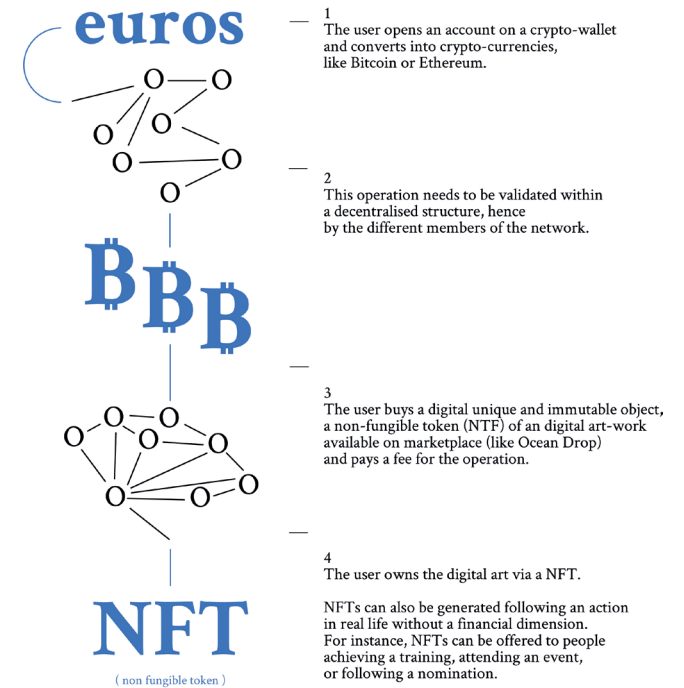 euros
1
The user opens an account on a crypto-wallet
and converts into crypto-currencies,
like Bitcoin or Ethereum.
2
This operation needs to be validated within
a decentralised structure, hence
by the different members of the network.
₿₿₿
3
The user buys a digital unique and immutable object,
a non-fungible token (NTF) of an digital art-work
available on marketplace (like Ocean Drop)
and pays a fee for the operation.
4
The user owns the digital art via a NFT.
NFTs can also be generated following an action
in real life without a financial dimension.
For instance, NFTs can be offered to people
achieving a training, attending an event,
or following a nomination.
NFT
( non fungible token )